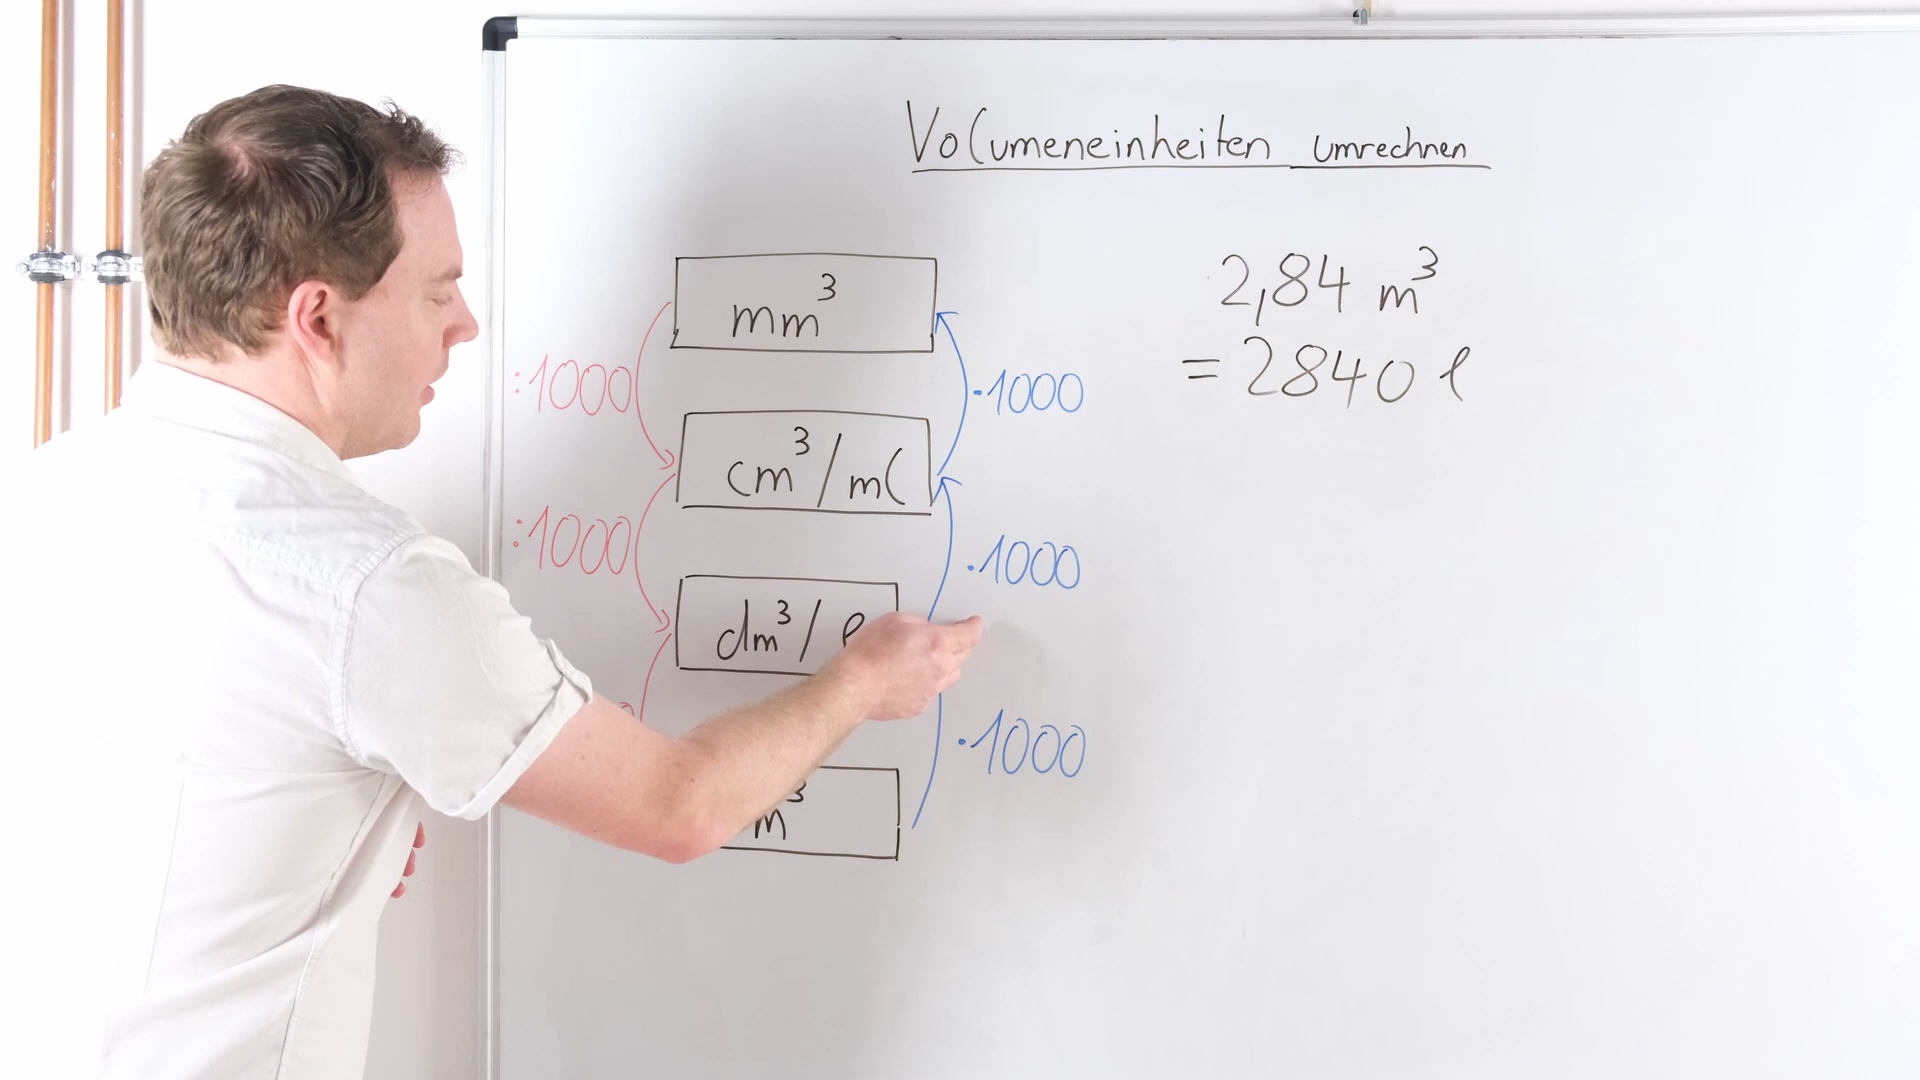 Volumeneinheiten umrechnen
mm³
2,84 m³
= 2840 l
:1000
·1000
cm³/ml
:1000
·1000
dm³/ l
·1000
m³